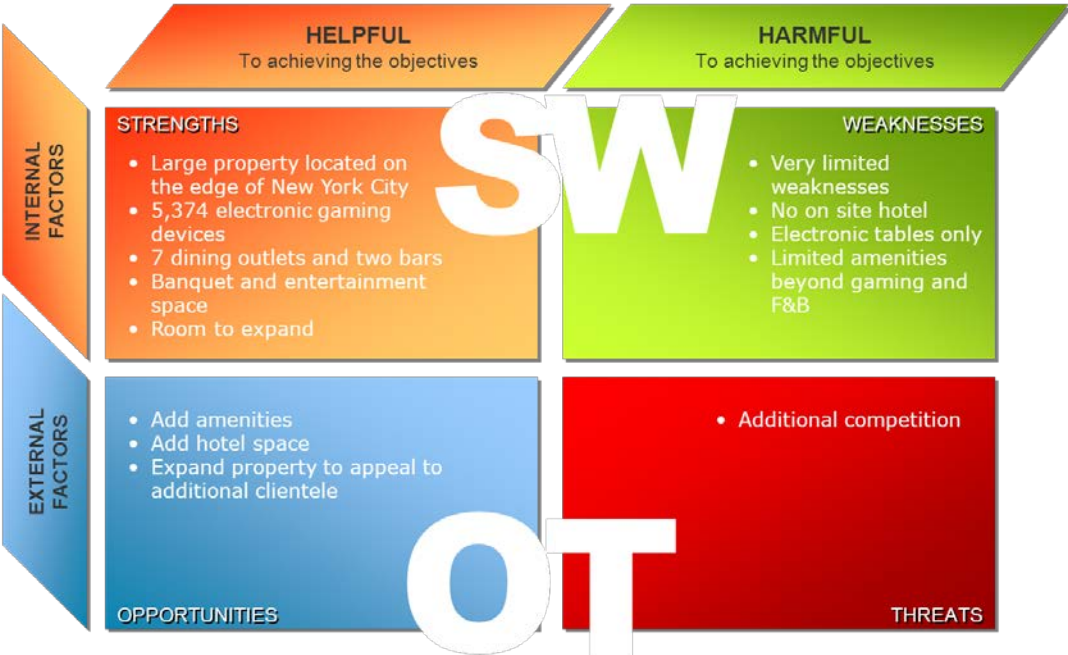 HELPFUL
To achieving the objectives
HARMFUL
To achieving the objectives
INTERNAL
FACTORS
STRENGTHS
• Large property located on
the edge of New York City
• 5,374 electronic gaming
devices
• 7 dining outlets and two bars
• Banquet and entertainment
space
• Room to expand
SW
WEAKNESSES
• Very limited
weaknesses
• No on site hotel
• Electronic tables only
• Limited amenities
beyond gaming and
F&B
EXTERNAL
FACTORS
• Add amenities
• Add hotel space
• Expand property to appeal to
additional clientele
OPPORTUNITIES
OT
• Additional competition
THREATS